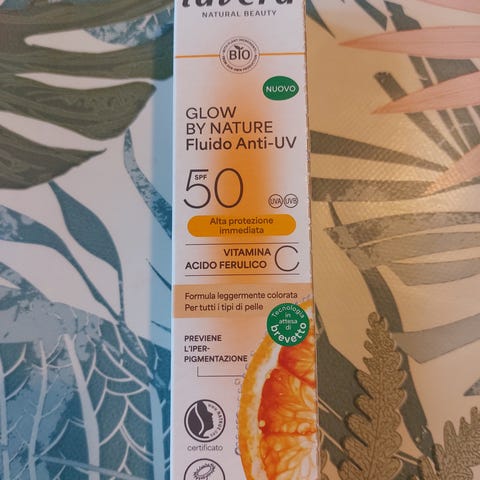 lavera
NATURAL BEAUTY
BIO
NUOVO
GLOW
BY NATURE
Fluido Anti-UV
SPF
50
UVA UVB
Alta protezione
immediata
VITAMINA
ACIDO FERULICO
C
Formula leggermente colorata
Per tutti i tipi di pelle
Tecnologia
in
attesa
di
brevetto
PREVIENE
L'IPER-
PIGMENTAZIONE
certificato